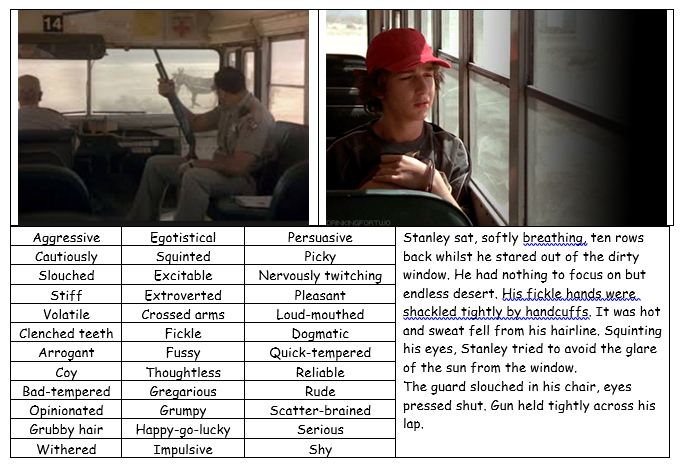 14
DRINKINGFORTWO
Aggressive Egotistical Persuasive
Cautiously Squinted Picky
Slouched Excitable Nervously twitching
Stiff Extroverted Pleasant
Volatile Crossed arms Loud-mouthed
Clenched teeth Fickle Dogmatic
Arrogant Fussy Quick-tempered
Coy Thoughtless Reliable
Bad-tempered Gregarious Rude
Opinionated Grumpy Scatter-brained
Grubby hair Happy-go-lucky Serious
Withered Impulsive Shy
Stanley sat, softly breathing, ten rows
back whilst he stared out of the dirty
window. He had nothing to focus on but
endless desert. His fickle hands were
shackled tightly by handcuffs. It was hot
and sweat fell from his hairline. Squinting
his eyes, Stanley tried to avoid the glare
of the sun from the window.
The guard slouched in his chair, eyes
pressed shut. Gun held tightly across his
lap.